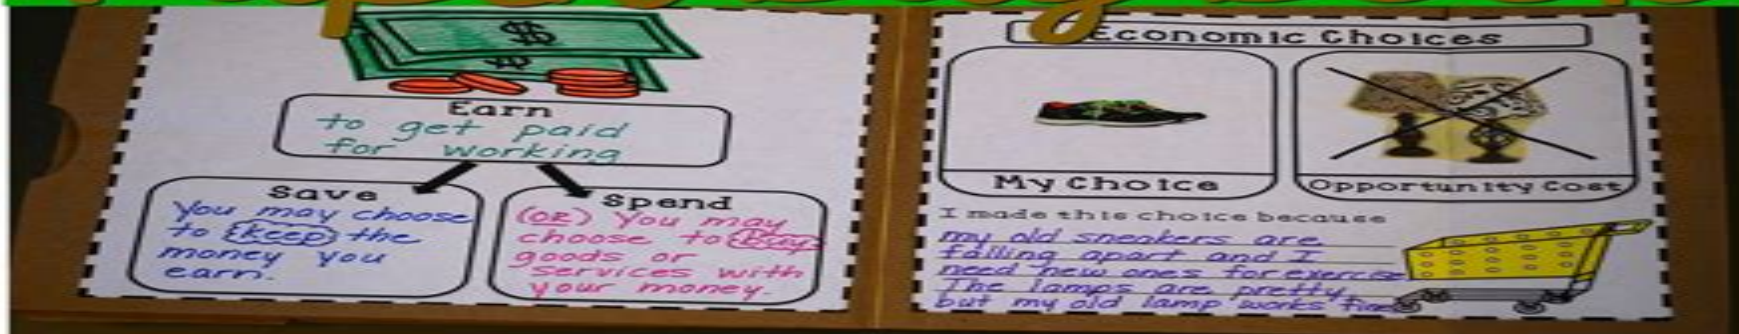 $
$
Earn
to get paid
for working
Save
You may choose
to (keep) the
money you
earn.
Spend
(OR) You may
choose to buy
goods or
services with
your money.
Economic Choices
My Choice
Opportunity Cost
I made this choice because
my old sneakers are
falling apart and I
need new ones for exercise
The lamps are pretty
but my old lamp works fine